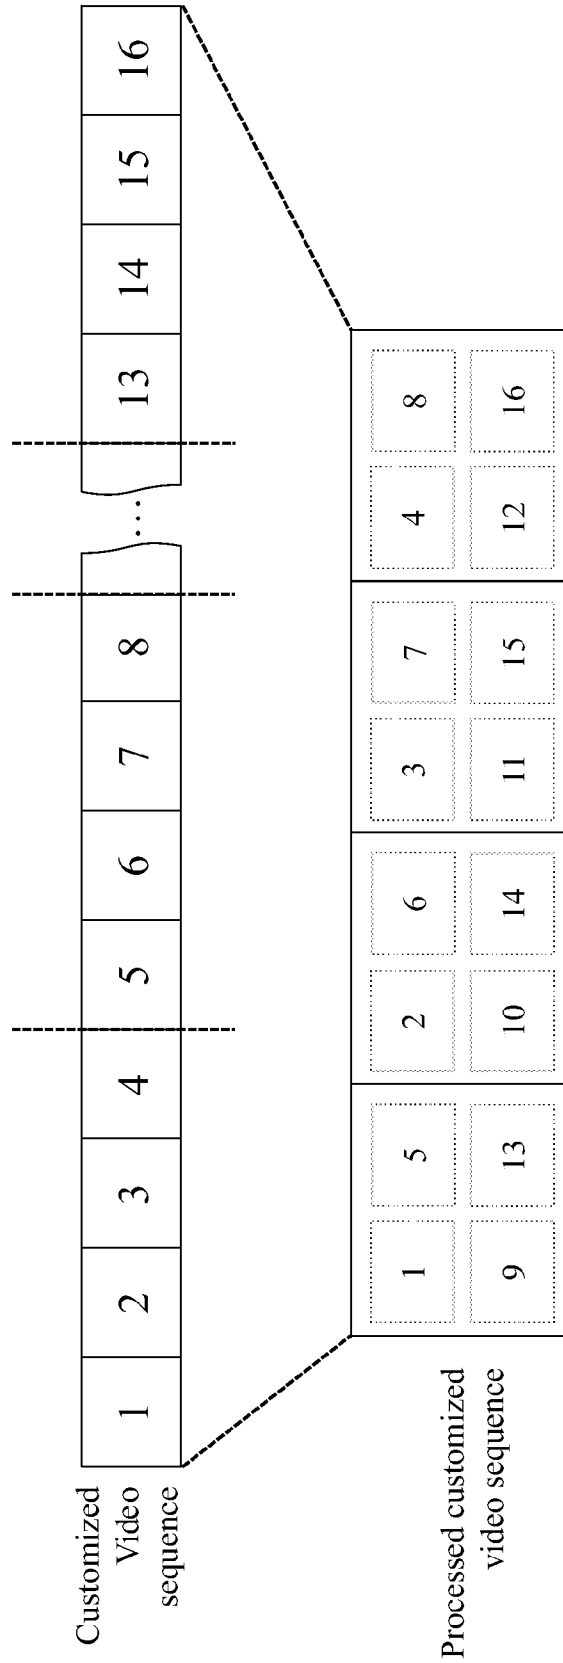 Customized
Video
sequence
1 2 3 4 5 6 7 8 .... 13 14 15 16
Processed customized
video sequence
1 5 2 6 3 7 4 8
9 13 10 14 11 15 12 16